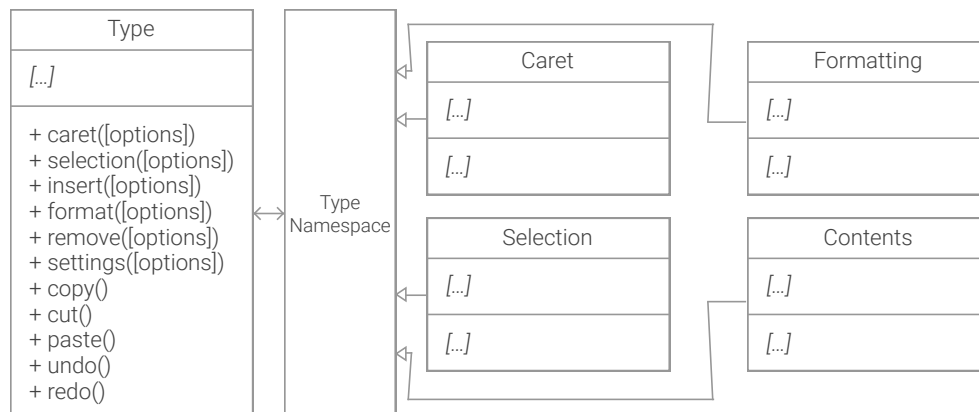 Type
[...]
+ caret([options])
+ selection([options])
+ insert([options])
+ format([options])
+ remove([options])
+ settings([options])
+ copy()
+ cut()
+ paste()
+ undo()
+ redo()
Type
Namespace
Caret
[...]
[...]
Formatting
[...]
[...]
Selection
[...]
[...]
Contents
[...]
[...]